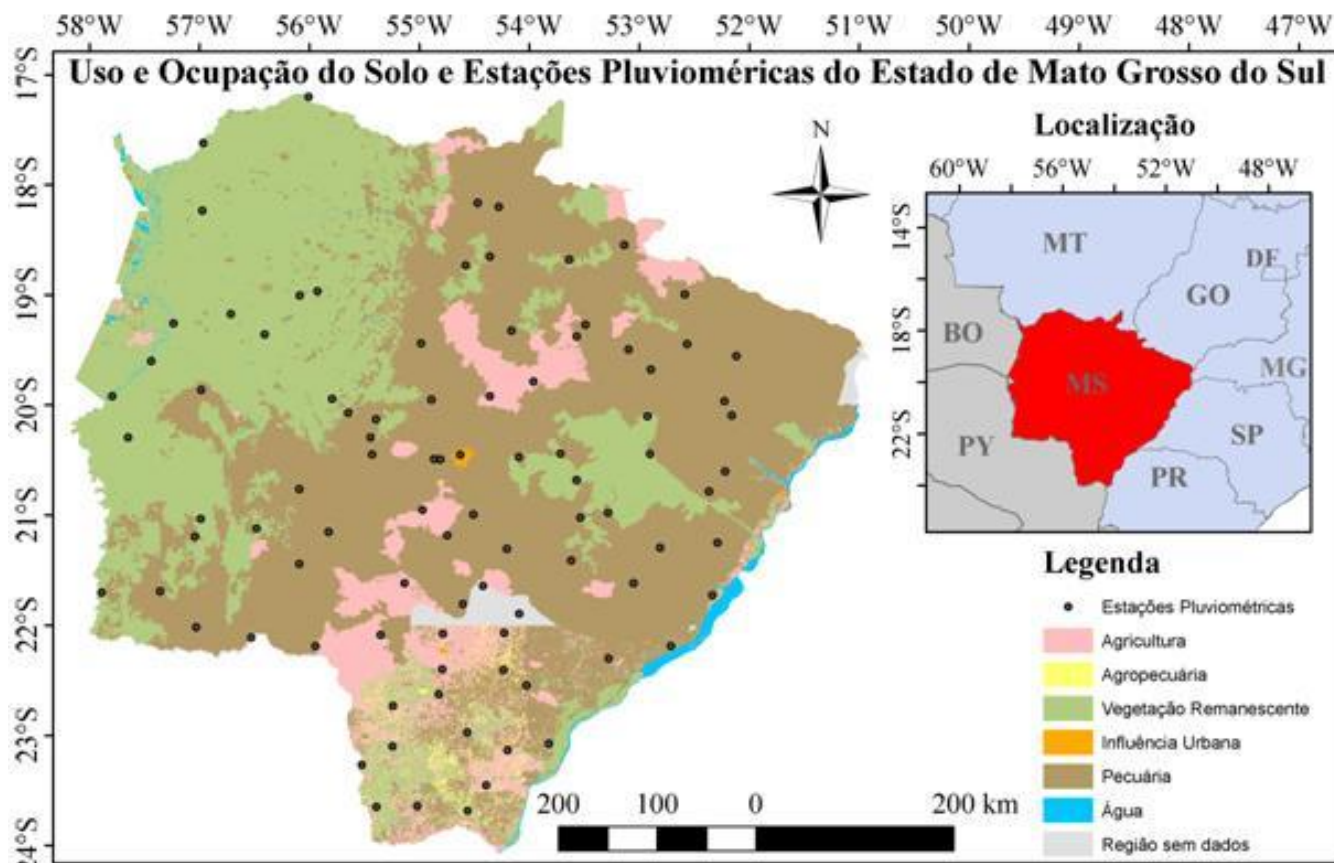 58°W 57°W 56°W 55°W 54°W 53°W 52°W 51°W 50°W 49°W 48°W 47°W
Uso e Ocupação do Solo e Estações Pluvioméricas do Estado de Mato Grosso do Sul
17°S
18°S
19°S
20°S
21°S
22°S
23°S
24°S
N
Localização
60°W 56°W 52°W 48°W
14°S
18°S
22°S
MT
DF
GO
BO
MG
MS
SP
PY
PR
Legenda
Estações Pluviométricas
Agricultura
Agropecuária
Vegetação Remanescente
Influência Urbana
Pecuária
Água
Região sem dados
200 100 0 200 km